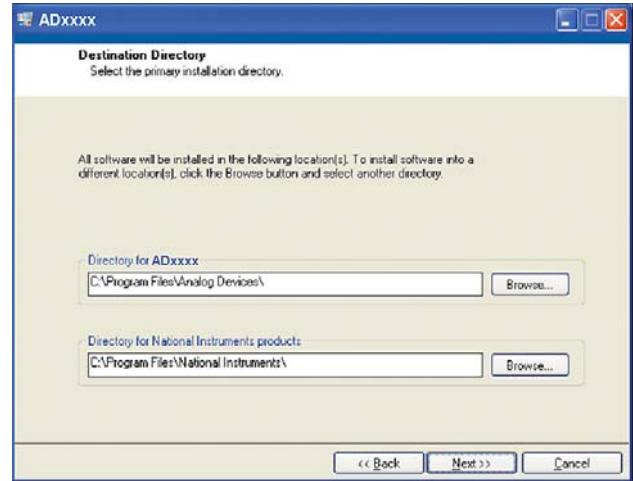 ADxxxx
Destination Directory
Select the primary installation directory.
All software will be installed in the following location(s). To install software into a
different location(s), click the Browse button and select another directory.
Directory for ADxxxx
C:\Program Files\Analog Devices\
Browse...
Directory for National Instruments products
C:\Program Files\National Instruments\
Browse...
<< Back
Next >>
Cancel